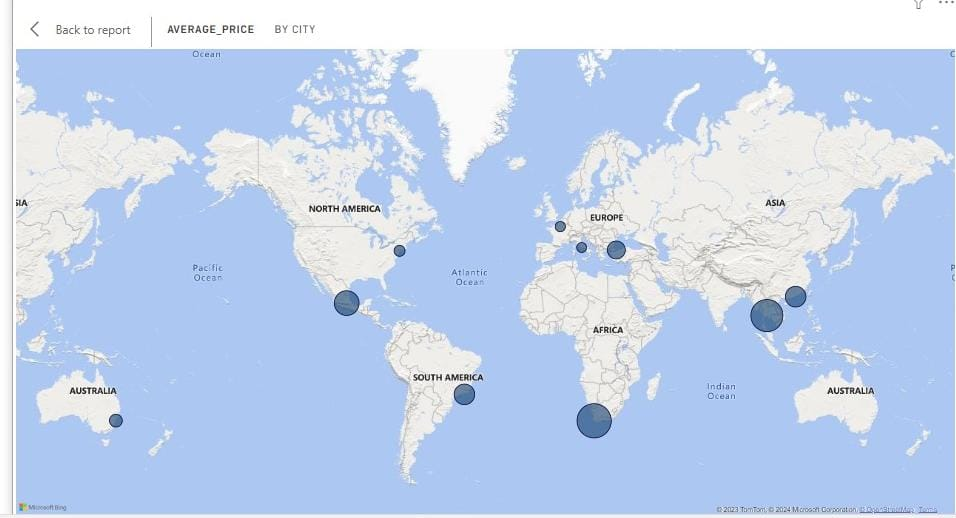 Back to report
AVERAGE_PRICE BY CITY
Ocean
SIA
NORTH AMERICA
EUROPE
ASIA
Pacific
Ocean
Atlantic
Ocean
P
AFRICA
SOUTH AMERICA
AUSTRALIA
Indian
Ocean
AUSTRALIA
Microsoft Bing
© 2023 TomTom, © 2024 Microsoft Corporation, © OpenStreetMap Terms